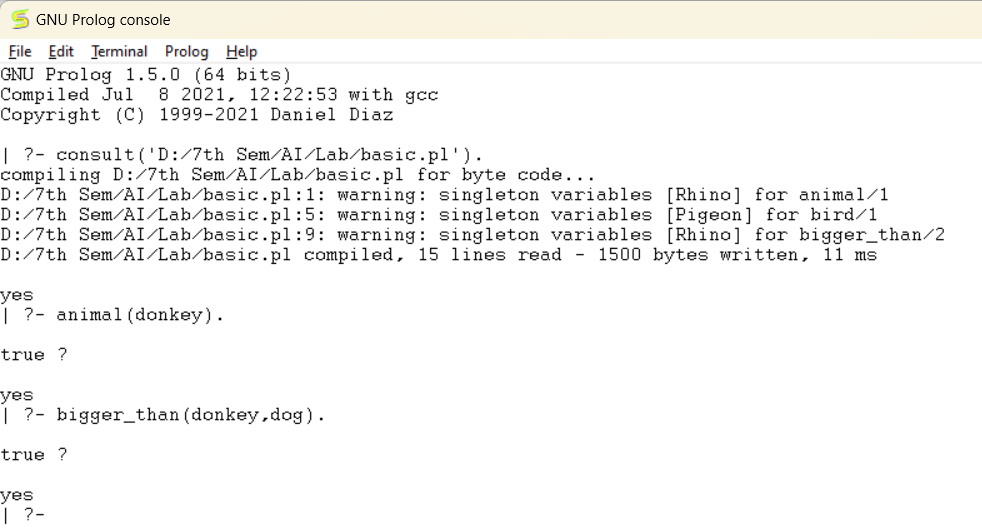 GNU Prolog console
File Edit Terminal Prolog Help
GNU Prolog 1.5.0 (64 bits)
Compiled Jul  8 2021, 12:22:53 with gcc
Copyright (C) 1999-2021 Daniel Diaz
| ?- consult('D:/7th Sem/AI/Lab/basic.pl').
compiling D:/7th Sem/AI/Lab/basic.pl for byte code...
D:/7th Sem/AI/Lab/basic.pl:1: warning: singleton variables [Rhino] for animal/1
D:/7th Sem/AI/Lab/basic.pl:5: warning: singleton variables [Pigeon] for bird/1
D:/7th Sem/AI/Lab/basic.pl:9: warning: singleton variables [Rhino] for bigger_than/2
D:/7th Sem/AI/Lab/basic.pl compiled, 15 lines read - 1500 bytes written, 11 ms
yes
| ?- animal(donkey).
true ?
yes
| ?- bigger_than(donkey,dog).
true ?
yes
| ?-